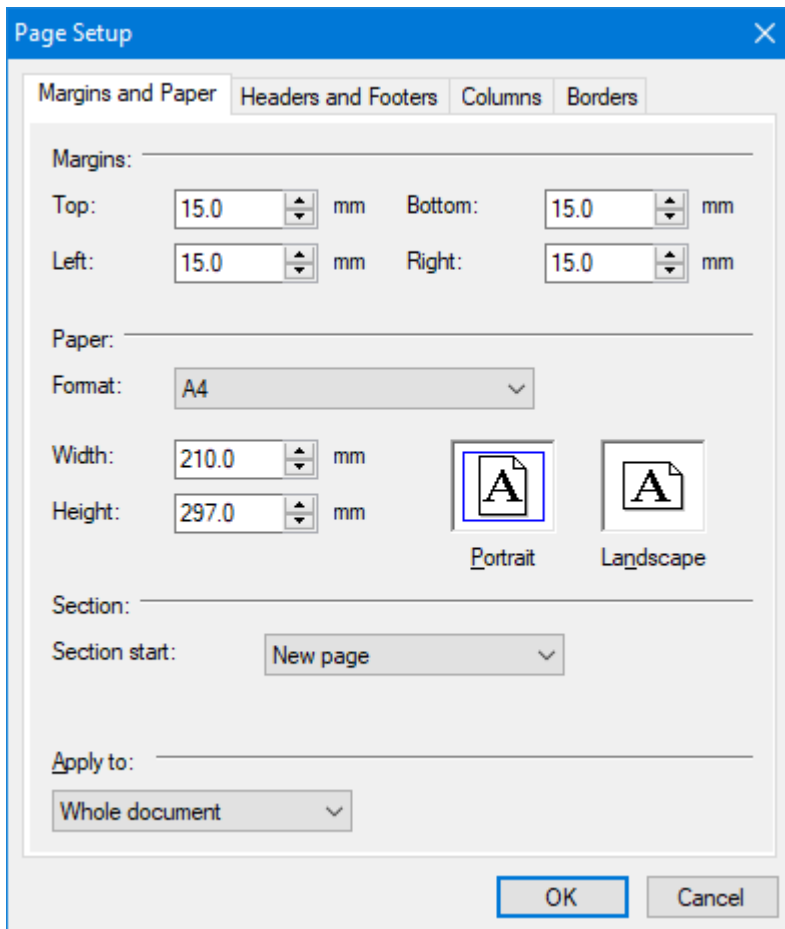 Page Setup
Margins and Paper Headers and Footers Columns Borders
Margins:
Top: 15.0 mm Bottom: 15.0 mm
Left: 15.0 mm Right: 15.0 mm
Paper:
Format: A4
Width: 210.0 mm
Height: 297.0 mm
A A
Portrait Landscape
Section:
Section start: New page
Apply to:
Whole document
OK Cancel